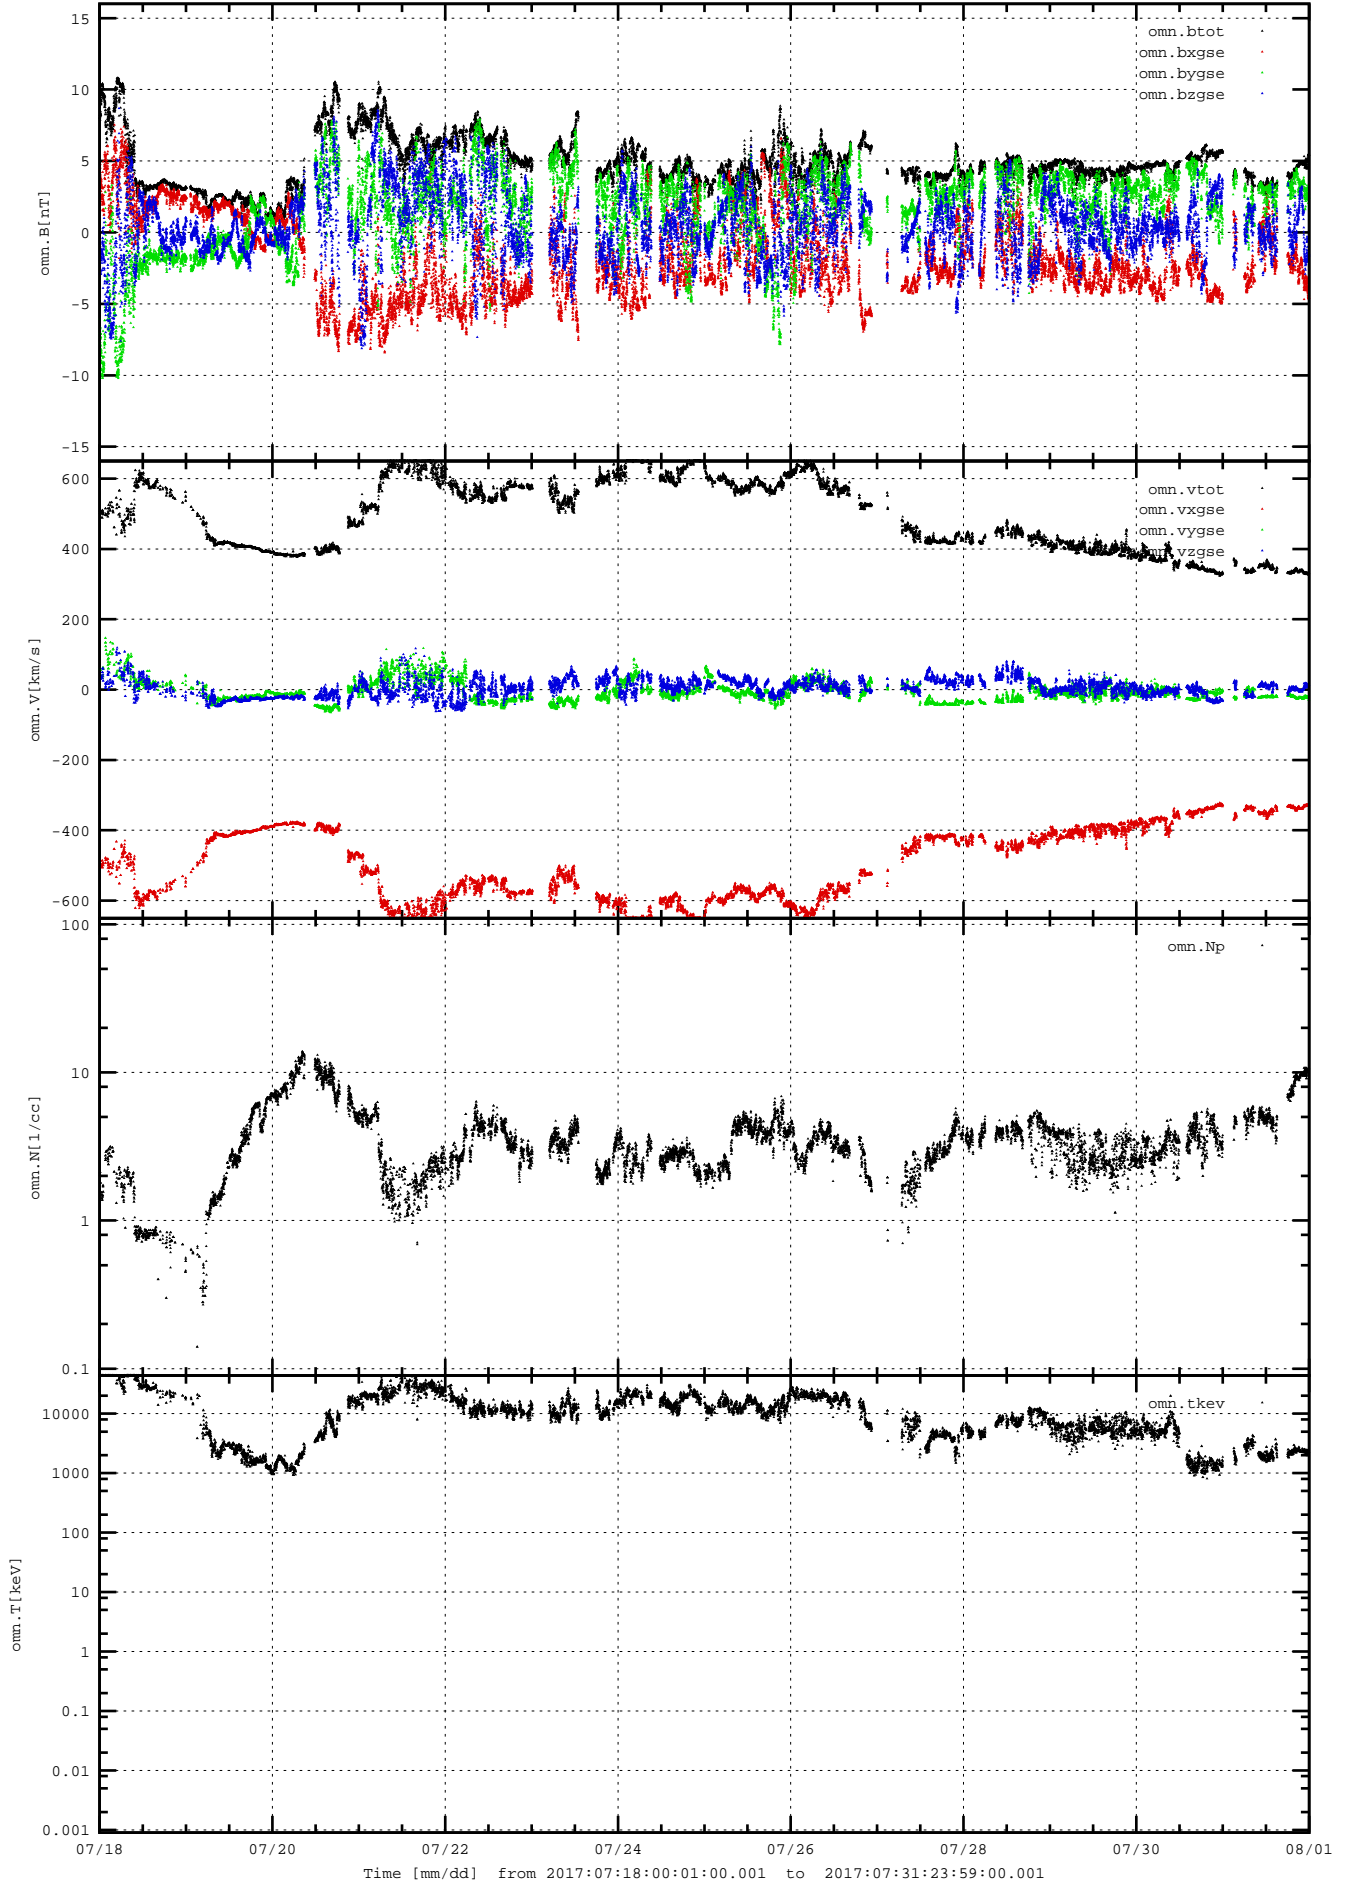 15
omn.btot
omn.bxgse
omn.bygse
omn.bzgse
10
5
0
-5
-10
-15
omn.B[nT]
600
omn.vtot
omn.vxgse
omn.vygse
omn.vzgse
400
200
0
-200
-400
-600
omn.V[km/s]
100
omn.Np
10
1
0.1
omn.N[1/cc]
10000
omn.tkev
1000
100
10
1
0.1
0.01
0.001
omn.T[keV]
07/18 07/20 07/22 07/24 07/26 07/28 07/30 08/01
Time [mm/dd] from 2017:07:18:00:01:00.001 to 2017:07:31:23:59:00.001